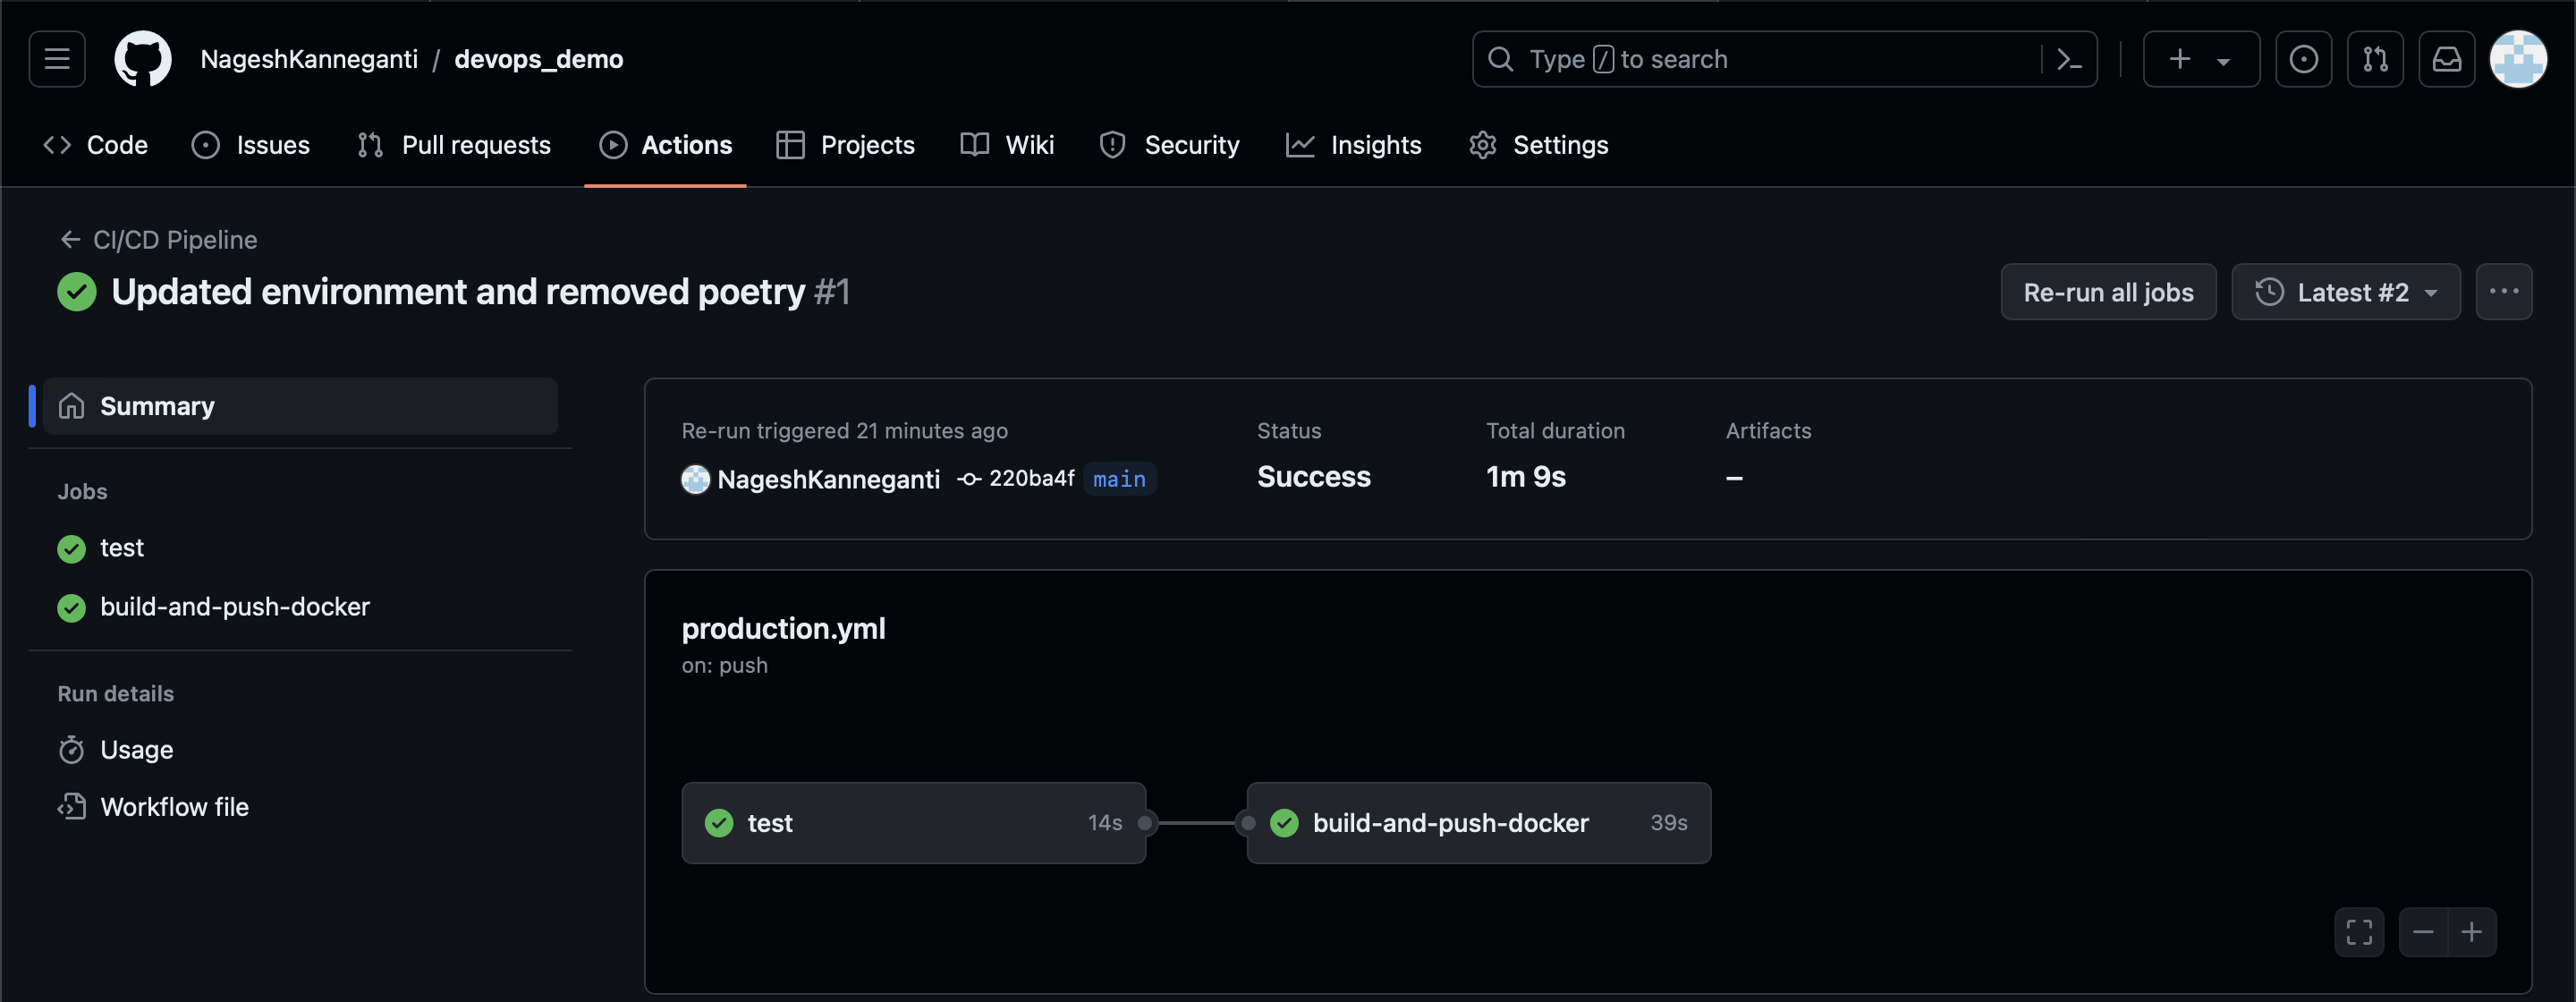 NageshKanneganti / devops_demo
Type / to search
Code Issues Pull requests Actions Projects Wiki Security Insights Settings
CI/CD Pipeline
Updated environment and removed poetry #1
Re-run all jobs
Latest #2
Summary
Jobs
test
build-and-push-docker
Run details
Usage
Workflow file
Re-run triggered 21 minutes ago
NageshKanneganti 220ba4f main
Status
Success
Total duration
1m 9s
Artifacts
–
production.yml
on: push
test 14s
build-and-push-docker 39s